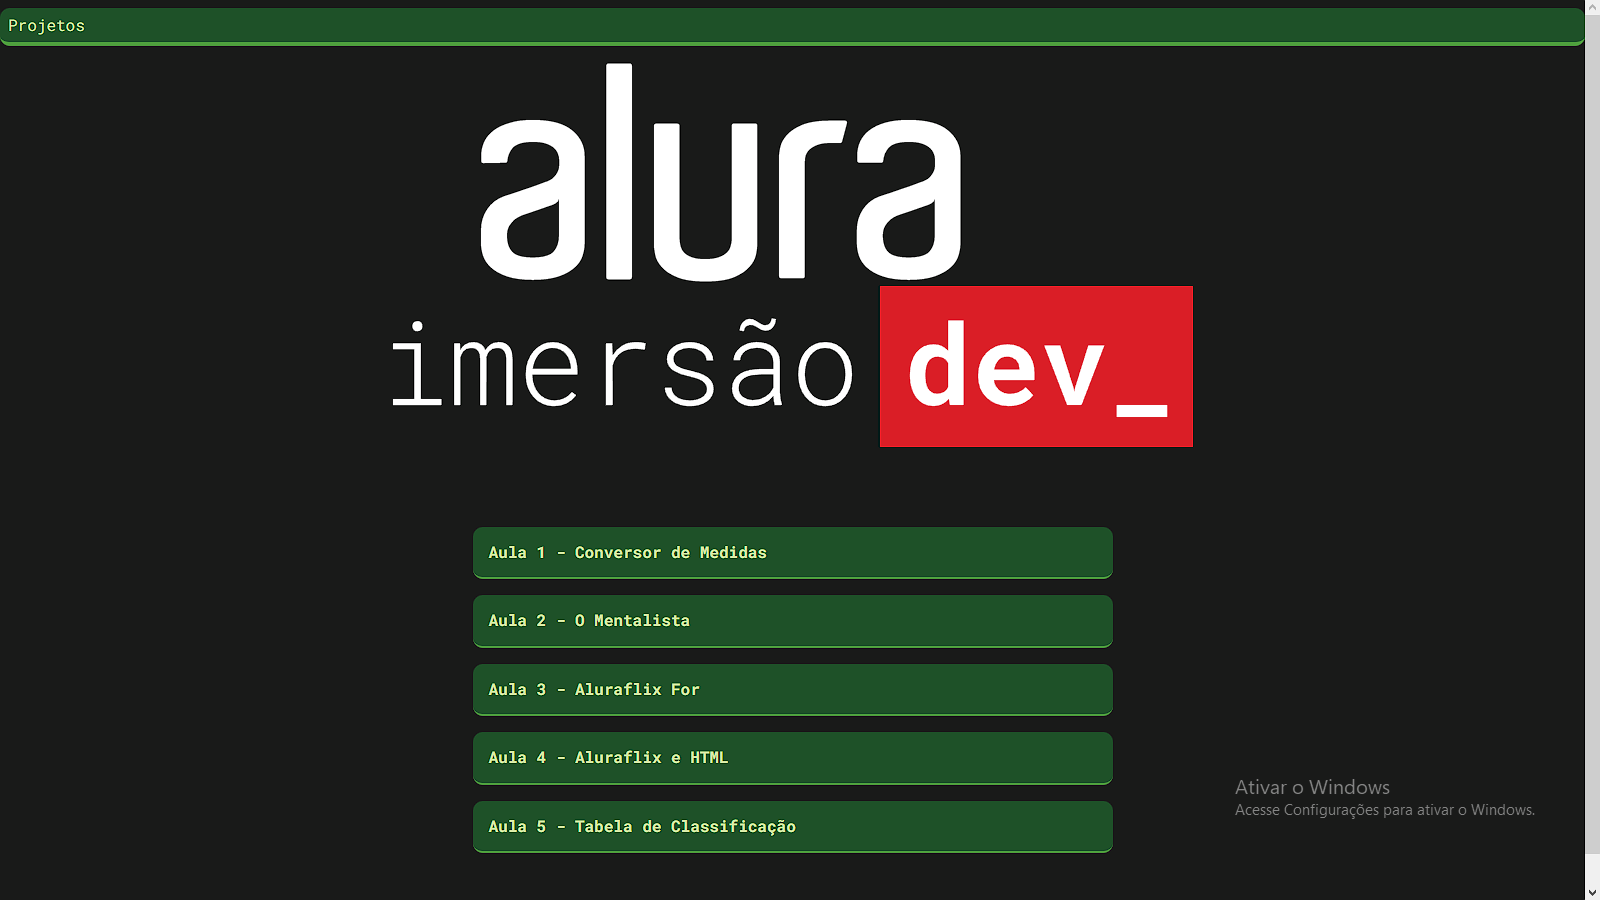 Projetos
alura
imersão dev_
Aula 1 - Conversor de Medidas
Aula 2 - O Mentalista
Aula 3 - Aluraflix For
Aula 4 - Aluraflix e HTML
Aula 5 - Tabela de Classificação
Ativar o Windows
Acesse Configurações para ativar o Windows.